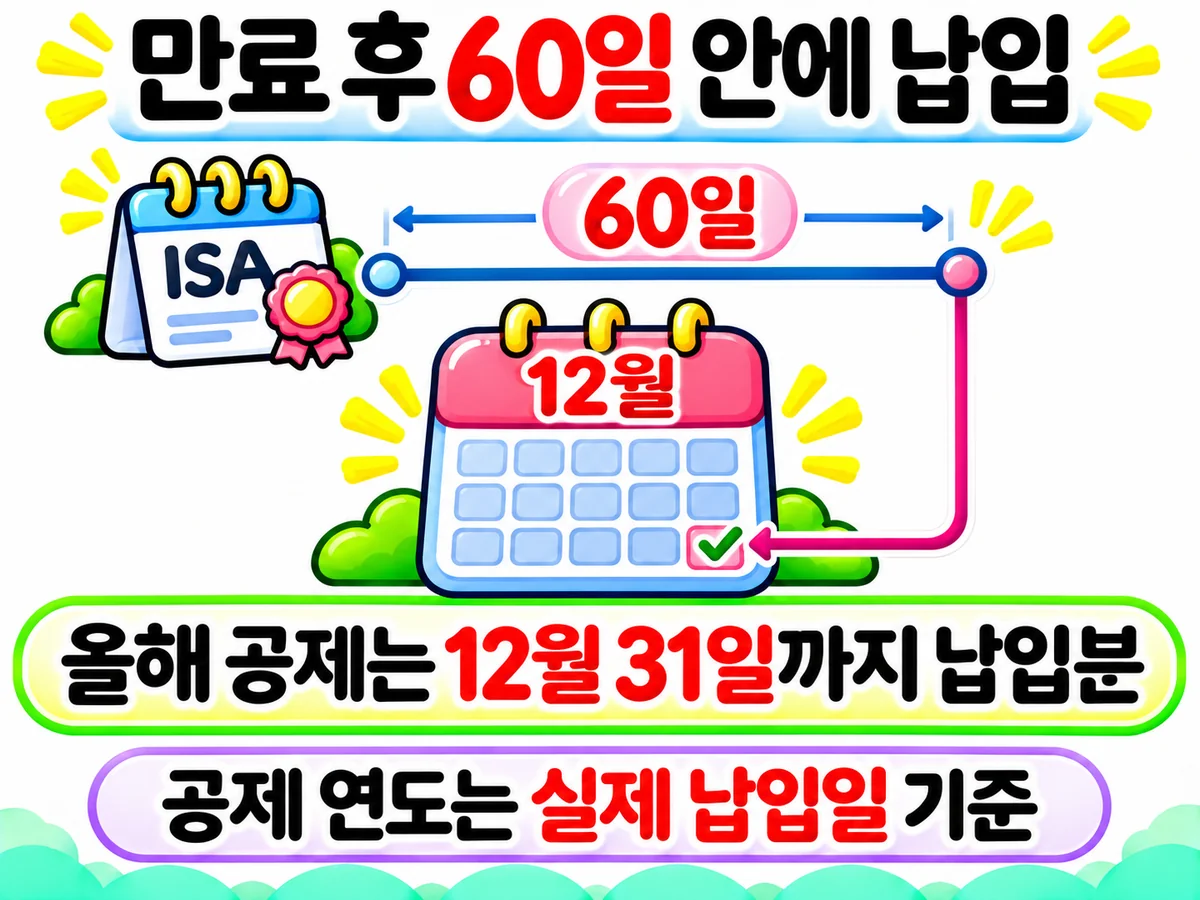 만료 후 60일 안에 납입
60일
ISA
12월
올해 공제는 12월 31일까지 납입분
공제 연도는 실제 납입일 기준